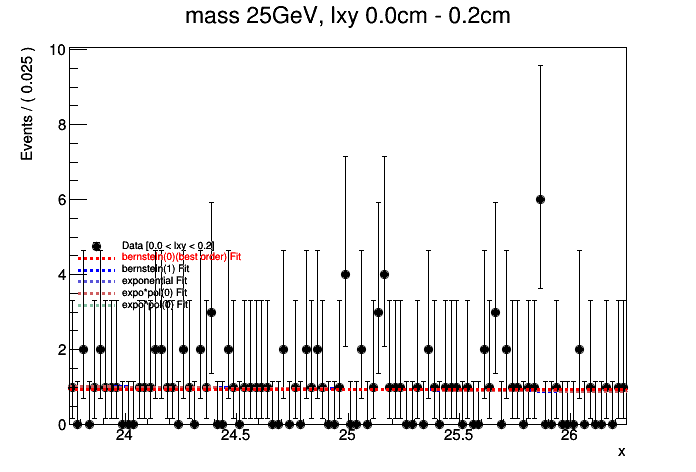 mass 25GeV, lxy 0.0cm - 0.2cm
Events / ( 0.025 )
10
8
6
4
2
0
Data [0.0 < lxy < 0.2]
bernstein(0)(best order) Fit
bernstein(1) Fit
exponential Fit
expo*pol(0) Fit
expo*pol(0) Fit
24
24.5
25
25.5
26
x